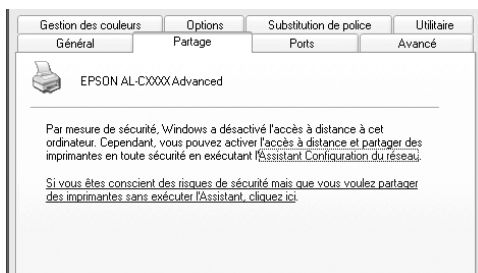 Gestion des couleurs Options Substitution de police Utilitaire
Général Partage Ports Avancé
EPSON AL-CXXXX Advanced
Par mesure de sécurité, Windows a désactivé l'accès à distance à cet
ordinateur. Cependant, vous pouvez activer l'accès à distance et partager des
imprimantes en toute sécurité en exécutant l'Assistant Configuration du réseau.
Si vous êtes conscient des risques de sécurité mais que vous voulez partager
des imprimantes sans exécuter l'Assistant, cliquez ici.